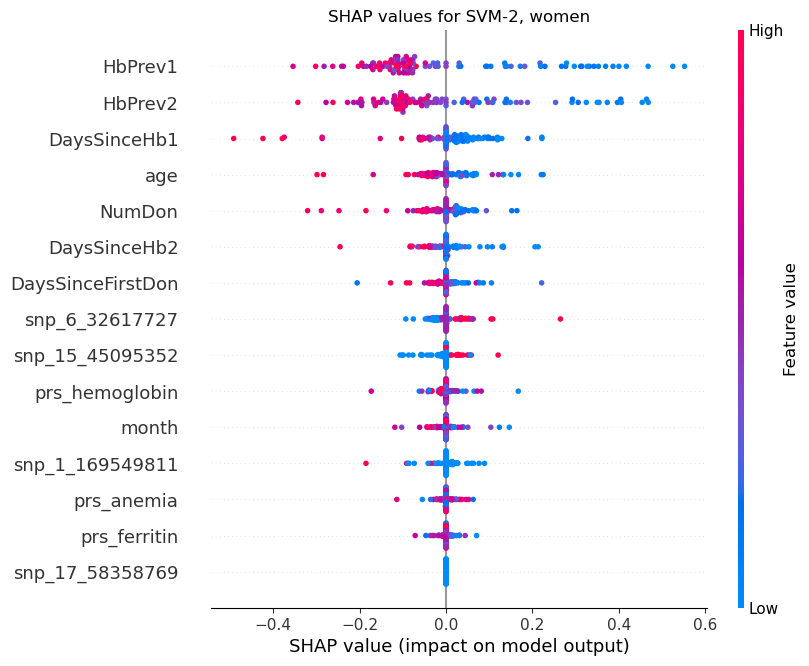 SHAP values for SVM-2, women
High
HbPrev1
HbPrev2
DaysSinceHb1
age
NumDon
DaysSinceHb2
DaysSinceFirstDon
snp_6_32617727
snp_15_45095352
prs_hemoglobin
month
snp_1_169549811
prs_anemia
prs_ferritin
snp_17_58358769
Feature value
Low
−0.4 −0.2 0.0 0.2 0.4 0.6
SHAP value (impact on model output)